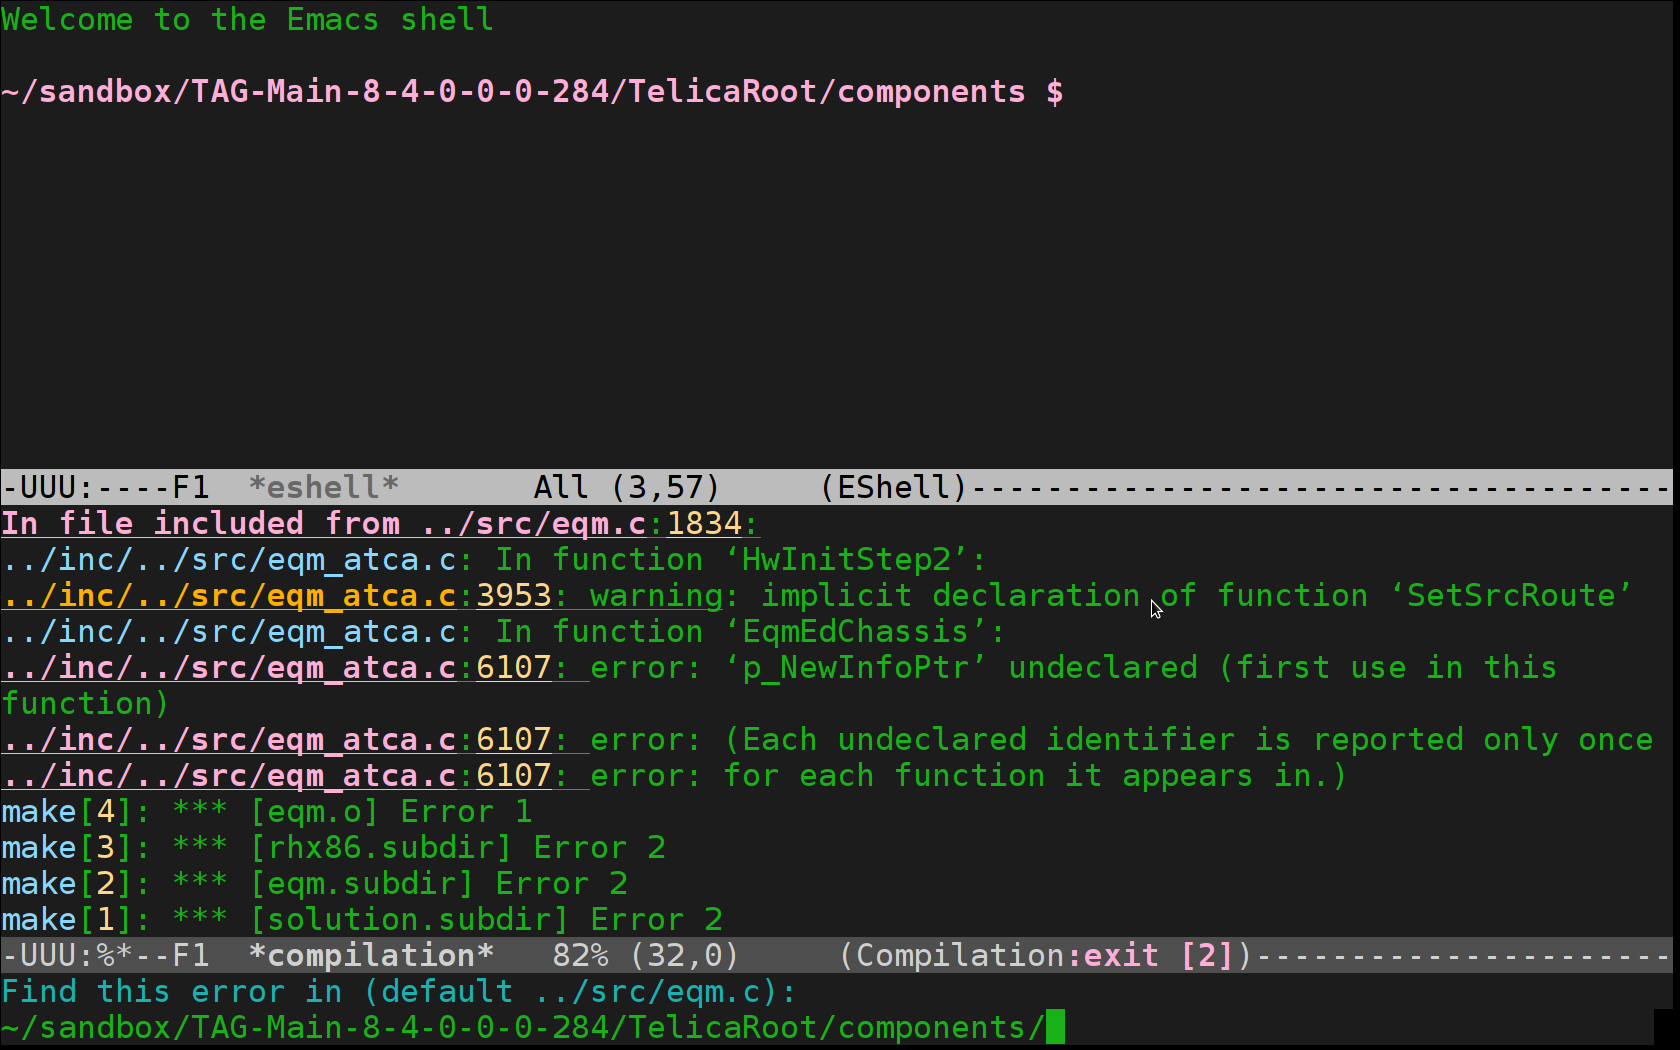 Welcome to the Emacs shell
~/sandbox/TAG-Main-8-4-0-0-0-284/TelicaRoot/components $
-UUU:----F1  *eshell*       All (3,57)     (EShell)-------------------------------------
In file included from ../src/eqm.c:1834:
../inc/../src/eqm_atca.c: In function ‘HwInitStep2’:
../inc/../src/eqm_atca.c:3953: warning: implicit declaration of function ‘SetSrcRoute’
../inc/../src/eqm_atca.c: In function ‘EqmEdChassis’:
../inc/../src/eqm_atca.c:6107: error: ‘p_NewInfoPtr’ undeclared (first use in this
function)
../inc/../src/eqm_atca.c:6107: error: (Each undeclared identifier is reported only once
../inc/../src/eqm_atca.c:6107: error: for each function it appears in.)
make[4]: *** [eqm.o] Error 1
make[3]: *** [rhx86.subdir] Error 2
make[2]: *** [eqm.subdir] Error 2
make[1]: *** [solution.subdir] Error 2
-UUU:%*--F1  *compilation*   82% (32,0)     (Compilation:exit [2])----------------------
Find this error in (default ../src/eqm.c):
~/sandbox/TAG-Main-8-4-0-0-0-284/TelicaRoot/components/